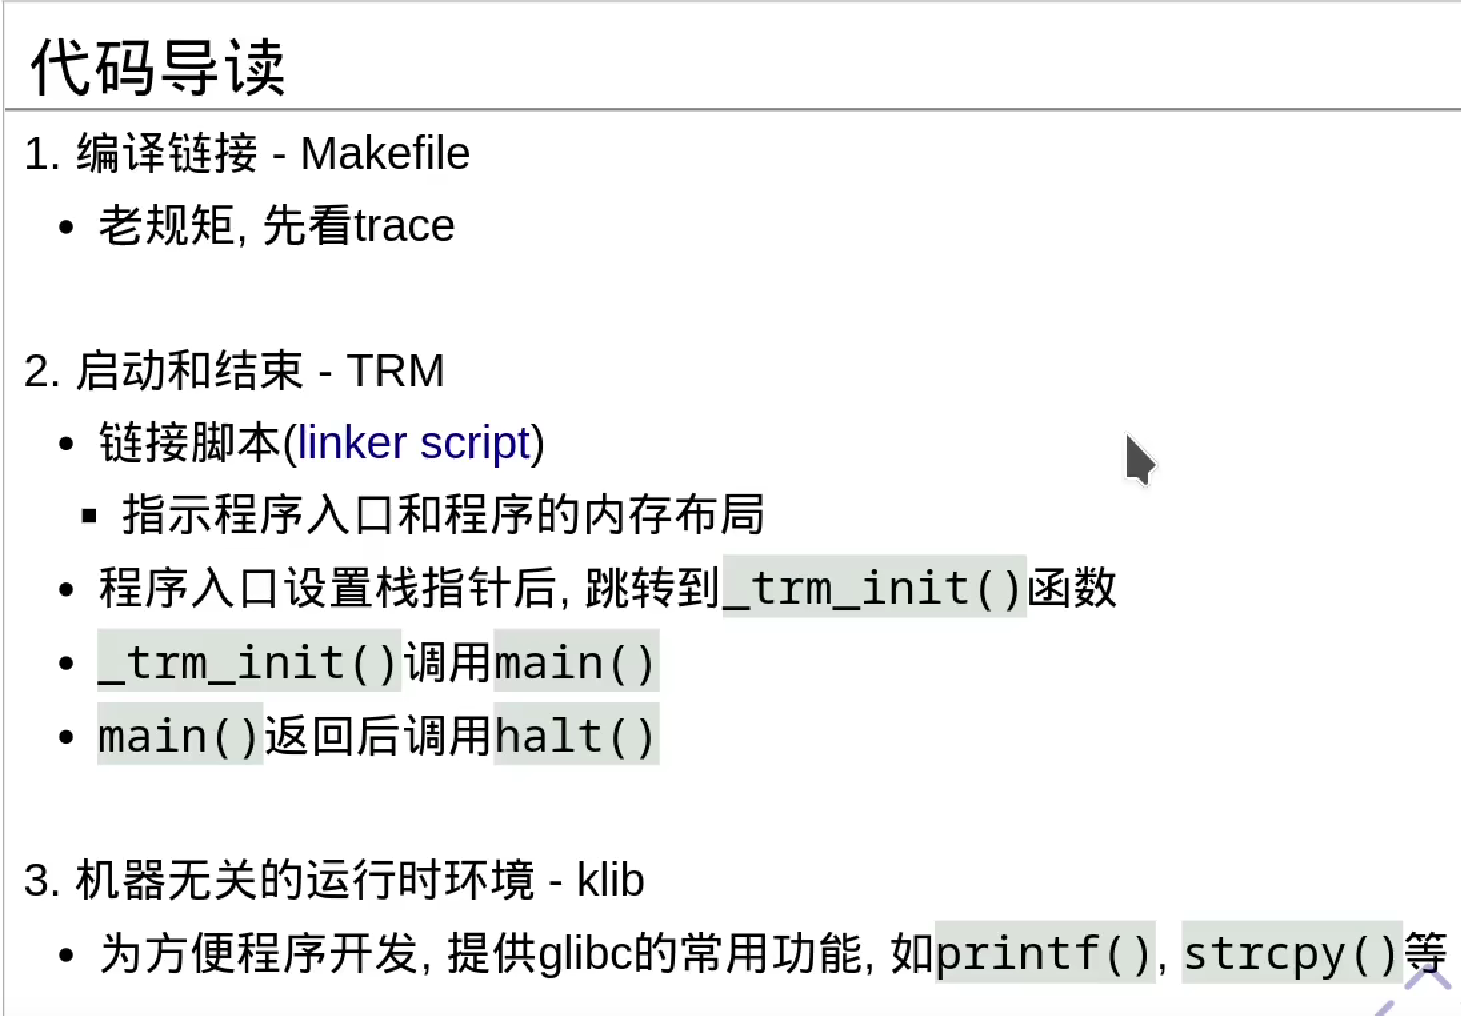 代码导读
1. 编译链接 - Makefile
• 老规矩, 先看trace
2. 启动和结束 - TRM
• 链接脚本(linker script)
▪ 指示程序入口和程序的内存布局
• 程序入口设置栈指针后, 跳转到_trm_init()函数
• _trm_init()调用main()
• main()返回后调用halt()
3. 机器无关的运行时环境 - klib
• 为方便程序开发, 提供glibc的常用功能, 如printf(), strcpy()等